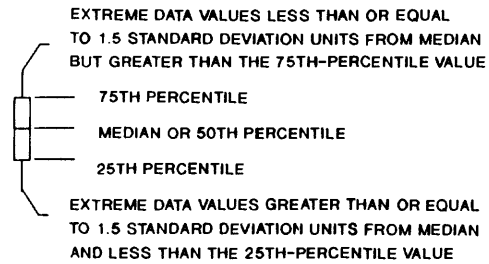 EXTREME DATA VALUES LESS THAN OR EQUAL
TO 1.5 STANDARD DEVIATION UNITS FROM MEDIAN
BUT GREATER THAN THE 75TH-PERCENTILE VALUE
75TH PERCENTILE
MEDIAN OR 50TH PERCENTILE
25TH PERCENTILE
EXTREME DATA VALUES GREATER THAN OR EQUAL
TO 1.5 STANDARD DEVIATION UNITS FROM MEDIAN
AND LESS THAN THE 25TH-PERCENTILE VALUE